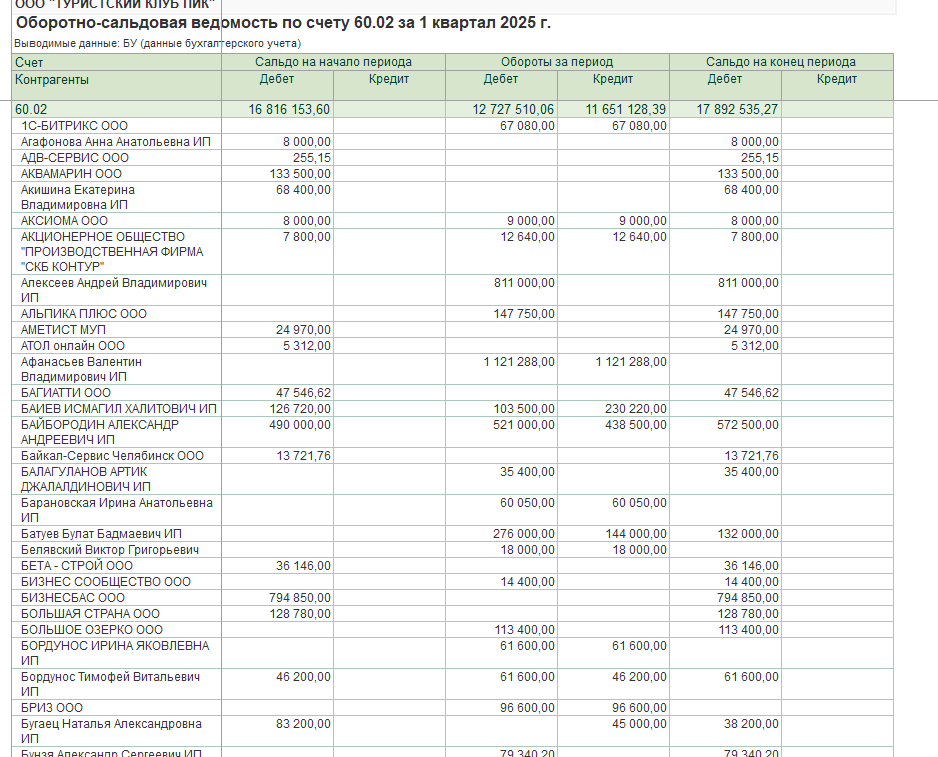 ООО "ТУРИСТСКИЙ КЛУБ ПИК"
Оборотно-сальдовая ведомость по счету 60.02 за 1 квартал 2025 г.
Выводимые данные: БУ (данные бухгалтерского учета)
Счет Сальдо на начало периода Обороты за период Сальдо на конец периода
Контрагенты Дебет Кредит Дебет Кредит Дебет Кредит
60.02 16 816 153,60 12 727 510,06 11 651 128,39 17 892 535,27
1С-БИТРИКС ООО 67 080,00 67 080,00
Агафонова Анна Анатольевна ИП 8 000,00 8 000,00
АДВ-СЕРВИС ООО 255,15 255,15
АКВАМАРИН ООО 133 500,00 133 500,00
Акишина Екатерина 68 400,00 68 400,00
Владимировна ИП
АКСИОМА ООО 8 000,00 9 000,00 9 000,00 8 000,00
АКЦИОНЕРНОЕ ОБЩЕСТВО 7 800,00 12 640,00 12 640,00 7 800,00
"ПРОИЗВОДСТВЕННАЯ ФИРМА
"СКБ КОНТУР"
Алексеев Андрей Владимирович 811 000,00 811 000,00
ИП
АЛЬПИКА ПЛЮС ООО 147 750,00 147 750,00
АМЕТИСТ МУП 24 970,00 24 970,00
АТОЛ онлайн ООО 5 312,00 5 312,00
Афанасьев Валентин 1 121 288,00 1 121 288,00
Владимирович ИП
БАГИАТТИ ООО 47 546,62 47 546,62
БАИЕВ ИСМАГИЛ ХАЛИТОВИЧ ИП 126 720,00 103 500,00 230 220,00
БАЙБОРОДИН АЛЕКСАНДР 490 000,00 521 000,00 438 500,00 572 500,00
АНДРЕЕВИЧ ИП
Байкал-Сервис Челябинск ООО 13 721,76 13 721,76
БАЛАГУЛАНОВ АРТИК 35 400,00 35 400,00
ДЖАЛАЛДИНОВИЧ ИП
Барановская Ирина Анатольевна 60 050,00 60 050,00
ИП
Батуев Булат Бадмаевич ИП 276 000,00 144 000,00 132 000,00
Белявский Виктор Григорьевич 18 000,00 18 000,00
БЕТА - СТРОЙ ООО 36 146,00 36 146,00
БИЗНЕС СООБЩЕСТВО ООО 14 400,00 14 400,00
БИЗНЕСБАС ООО 794 850,00 794 850,00
БОЛЬШАЯ СТРАНА ООО 128 780,00 128 780,00
БОЛЬШОЕ ОЗЕРКО ООО 113 400,00 113 400,00
БОРДУНОС ИРИНА ЯКОВЛЕВНА 61 600,00 61 600,00
ИП
Бордунос Тимофей Витальевич 46 200,00 61 600,00 46 200,00 61 600,00
ИП
БРИЗ ООО 96 600,00 96 600,00
Бугаец Наталья Александровна 83 200,00 45 000,00 38 200,00
ИП
Бунзя Александр Сергеевич ИП 79 340,20 79 340,20